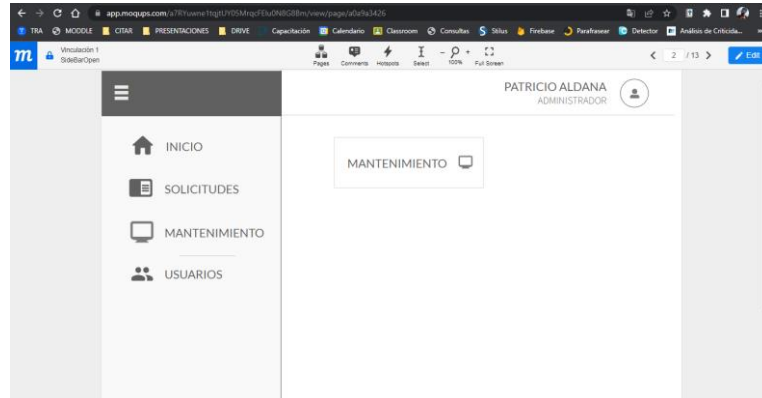 app.moqups.com/a7RYuwne1tqjtUY05MrqcFEIu0N8G8Bm/view/page/a0a9a3426
TRA MODDLE CITAR PRESENTACIONES DRIVE Capacitación Calendario Classroom Consultas Stilus Firebase Parafrasear Detector Análisis de Criticida...
m Vinculación 1
SideBarOpen
Pages Comments Hotspots Select - + 100% Full Screen
2 / 13 Edit
PATRICIO ALDANA
ADMINISTRADOR
INICIO
SOLICITUDES
MANTENIMIENTO
USUARIOS
MANTENIMIENTO